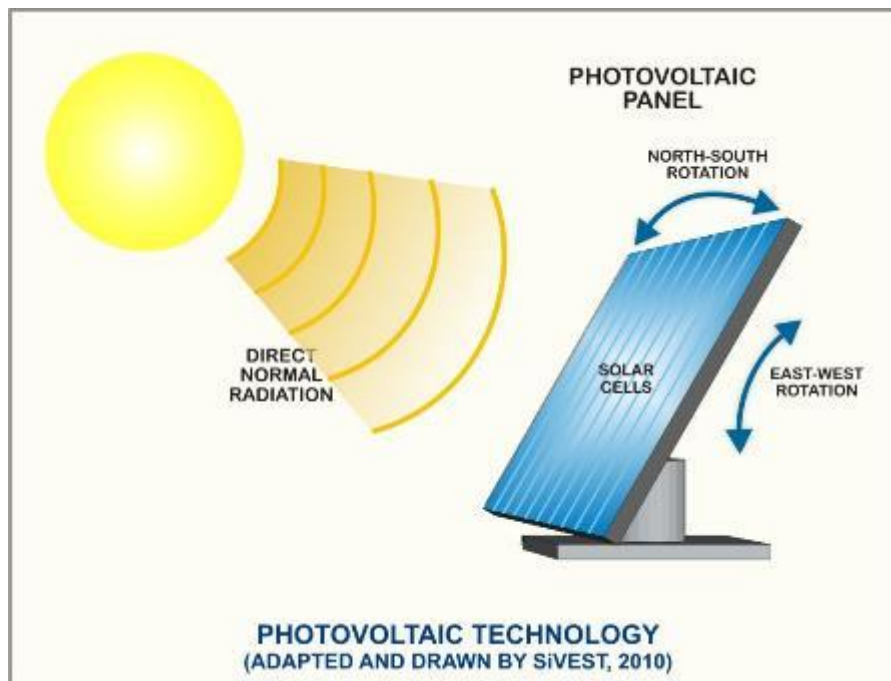 PHOTOVOLTAIC
PANEL
NORTH-SOUTH
ROTATION
DIRECT
NORMAL
RADIATION
SOLAR
CELLS
EAST-WEST
ROTATION
PHOTOVOLTAIC TECHNOLOGY
(ADAPTED AND DRAWN BY SiVEST, 2010)